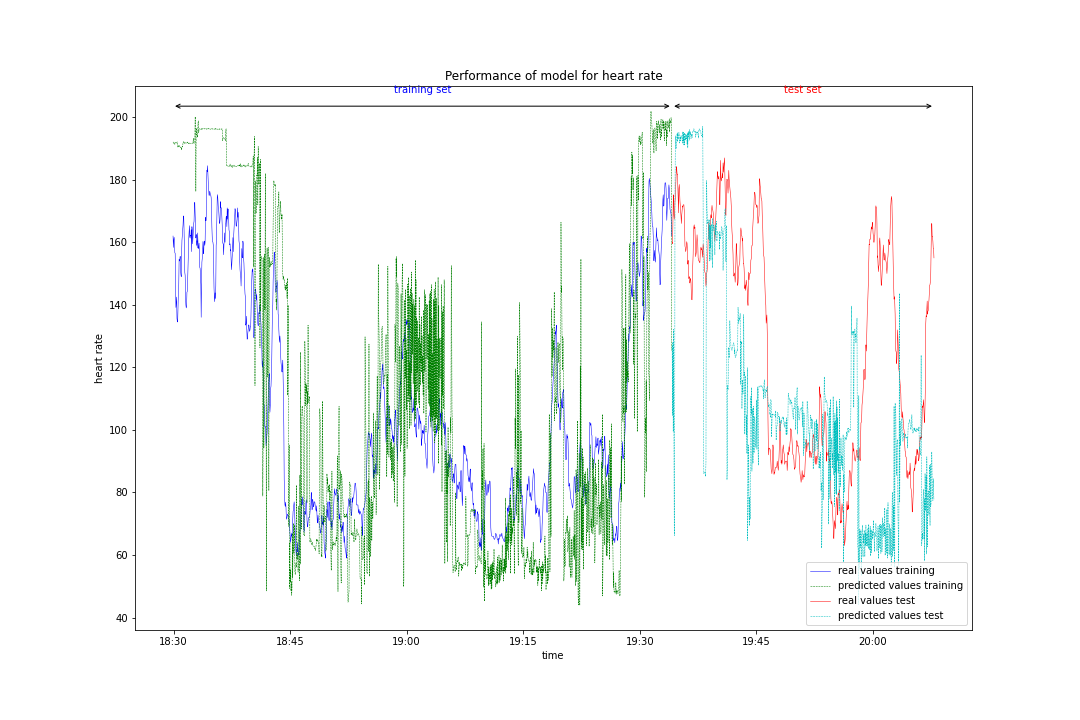 Performance of model for heart rate
training set
test set
heart rate
200
180
160
140
120
100
80
60
40
real values training
predicted values training
real values test
predicted values test
18:30
18:45
19:00
19:15
19:30
19:45
20:00
time